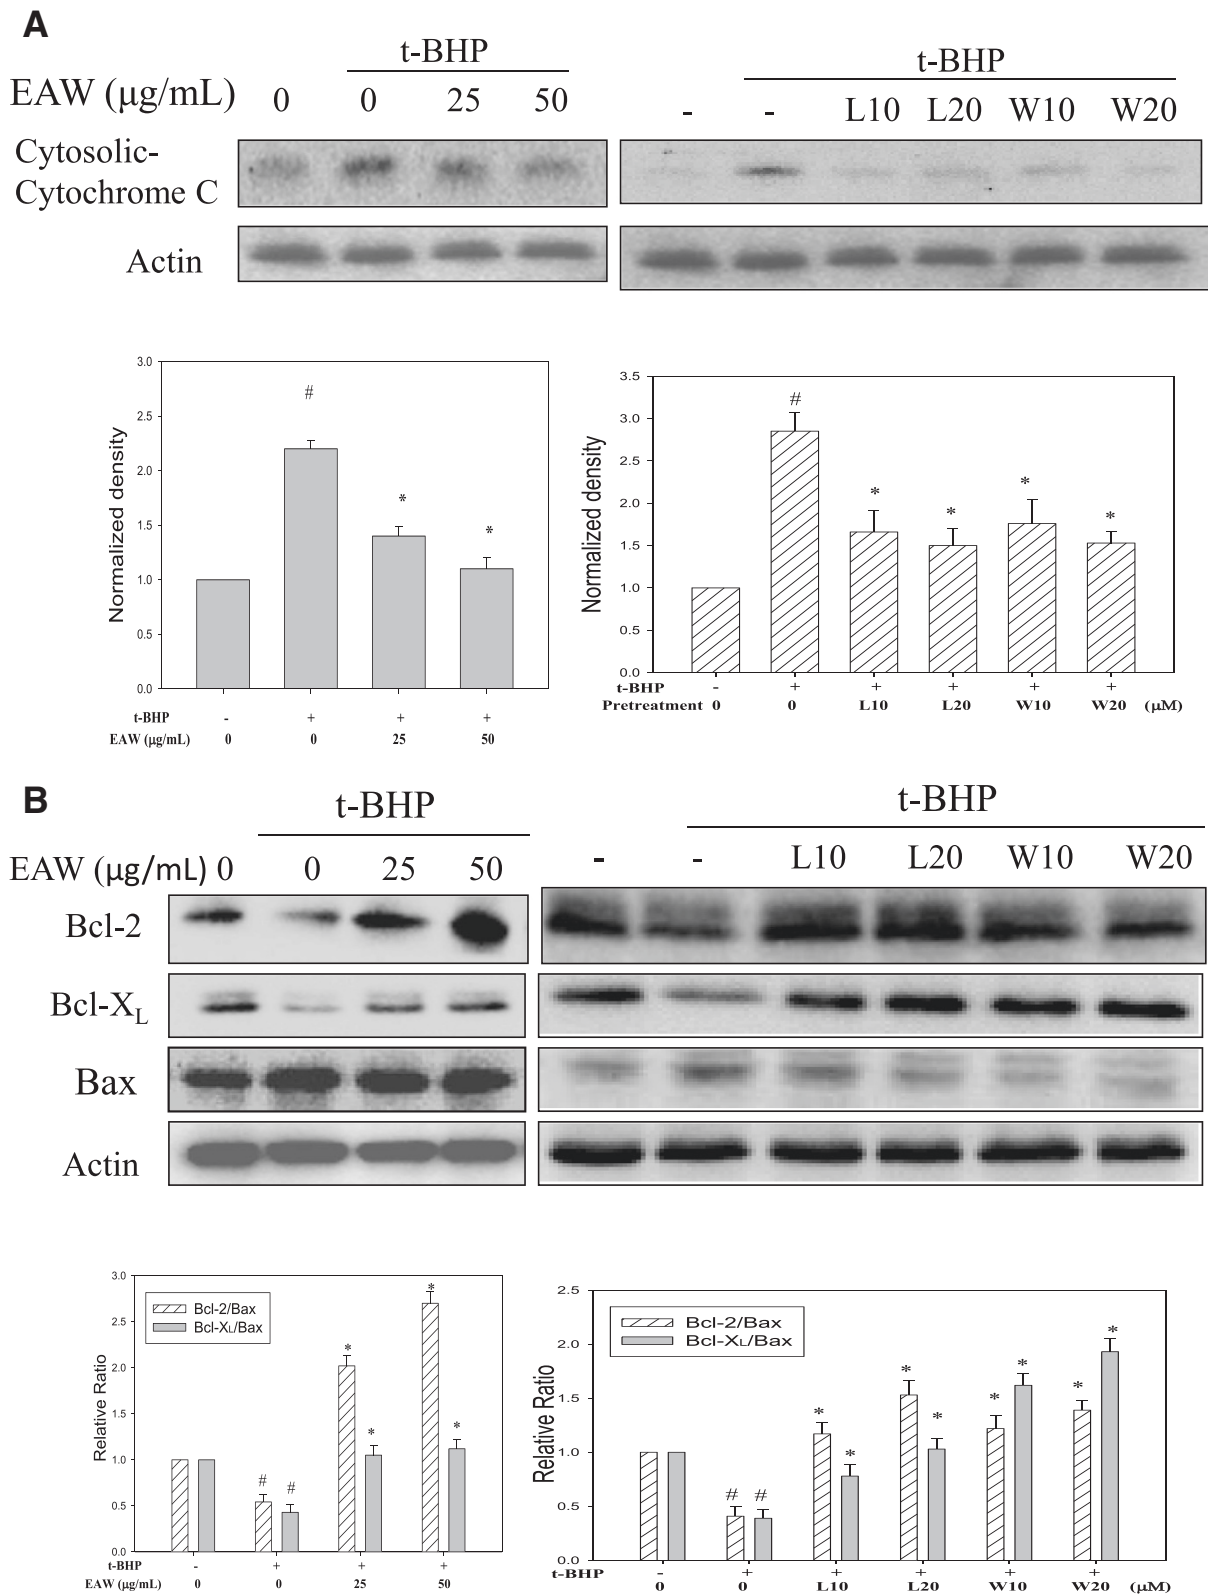 A
t-BHP
t-BHP
EAW (μg/mL) 0 0 25 50
- - L10 L20 W10 W20
Cytosolic-
Cytochrome C
Actin
3.0
2.5
2.0
1.5
1.0
0.5
0.0
Normalized density
# * *
t-BHP - + + +
EAW (μg/mL) 0 0 25 50
3.5
3.0
2.5
2.0
1.5
1.0
0.5
0.0
Normalized density
# * * * *
t-BHP - + + + + +
Pretreatment 0 0 L10 L20 W10 W20 (μM)
B
t-BHP
t-BHP
EAW (μg/mL) 0 0 25 50
- - L10 L20 W10 W20
Bcl-2
Bcl-XL
Bax
Actin
3.0
2.5
2.0
1.5
1.0
0.5
0.0
Relative Ratio
Bcl-2/Bax
Bcl-XL/Bax
# # * * * *
t-BHP - + + +
EAW (μg/mL) 0 0 25 50
2.5
2.0
1.5
1.0
0.5
0.0
Relative Ratio
Bcl-2/Bax
Bcl-XL/Bax
# # * * * * * * * *
t-BHP - + + + + +
0 0 L10 L20 W10 W20 (μM)